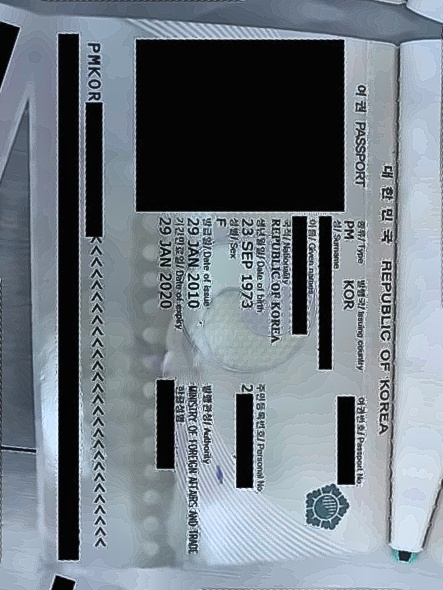 대 한 민 국 REPUBLIC OF KOREA
여 권 PASSPORT
종류/Type 발행국/Issuing country 여권번호/Passport No.
PM KOR
성/Surname
이름/Given names
국적/Nationality
REPUBLIC OF KOREA
생년월일/Date of birth 주민등록번호/Personal No.
23 SEP 1973 2
성별/Sex
F
발급일/Date of issue 발행관청/Authority
29 JAN 2010 MINISTRY OF FOREIGN AFFAIRS AND TRADE
기간만료일/Date of expiry 한글성명
29 JAN 2020
PMKOR